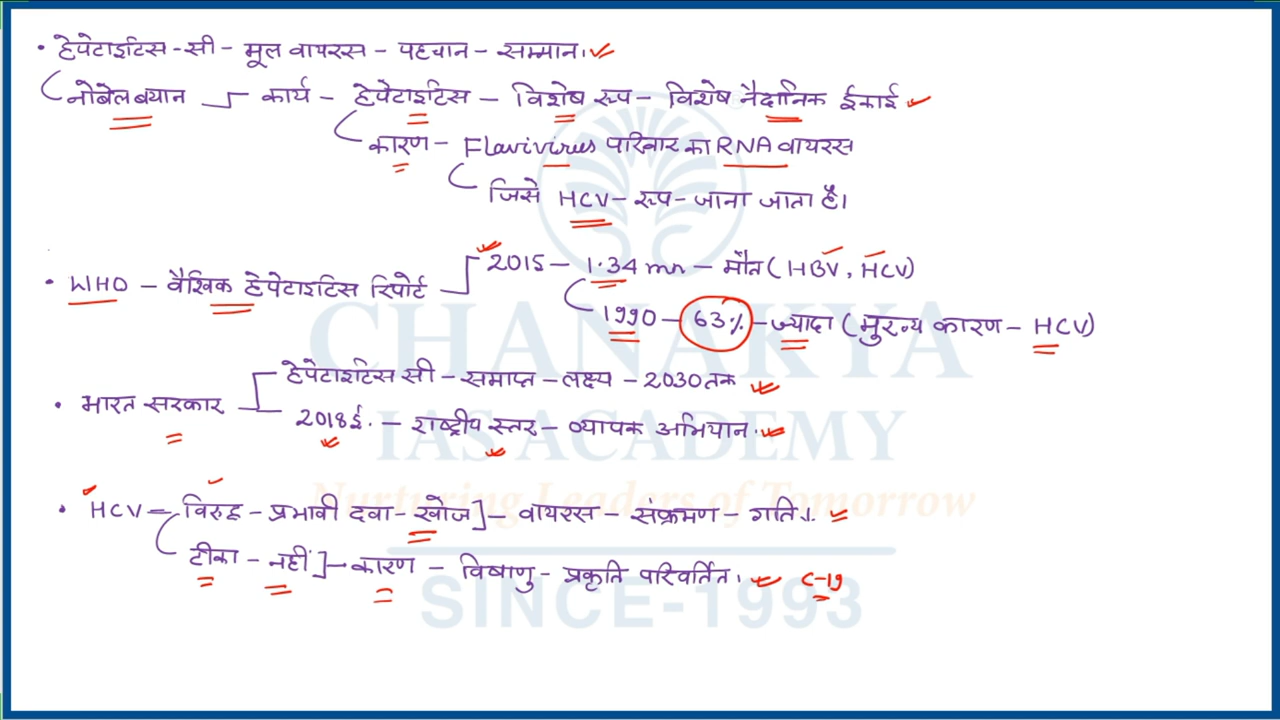 • हेपेटाईटिस-सी - मूल वायरस - पहचान - सम्मान।
नोबेल बयान कार्य - हेपेटाइटिस - विशेष रूप - विशेष नैदानिक ईकाई
कारण - Flavivirus परिवार का RNA वायरस
जिसे HCV - रूप - जाना जाता है।
2015 - 1.34 mn - मौत (HBV, HCV)
• WHO - वैश्विक हेपेटाइटिस रिपोर्ट
1990 - 63% - ज्यादा (मुख्य कारण - HCV)
CHANAKYA
हेपेटाइटिस सी - समाप्त - लक्ष्य - 2030 तक
• भारत सरकार
2018 ई. - राष्ट्रीय स्तर - व्यापक अभियान.
IAS ACADEMY
Nurturing Leaders of Tomorrow
• HCV - विरुद्ध - प्रभावी दवा - खोज] - वायरस - संक्रमण - गति↓.
टीका - नहीं] → कारण - विषाणु - प्रकृति परिवर्तित. C-19
SINCE-1993